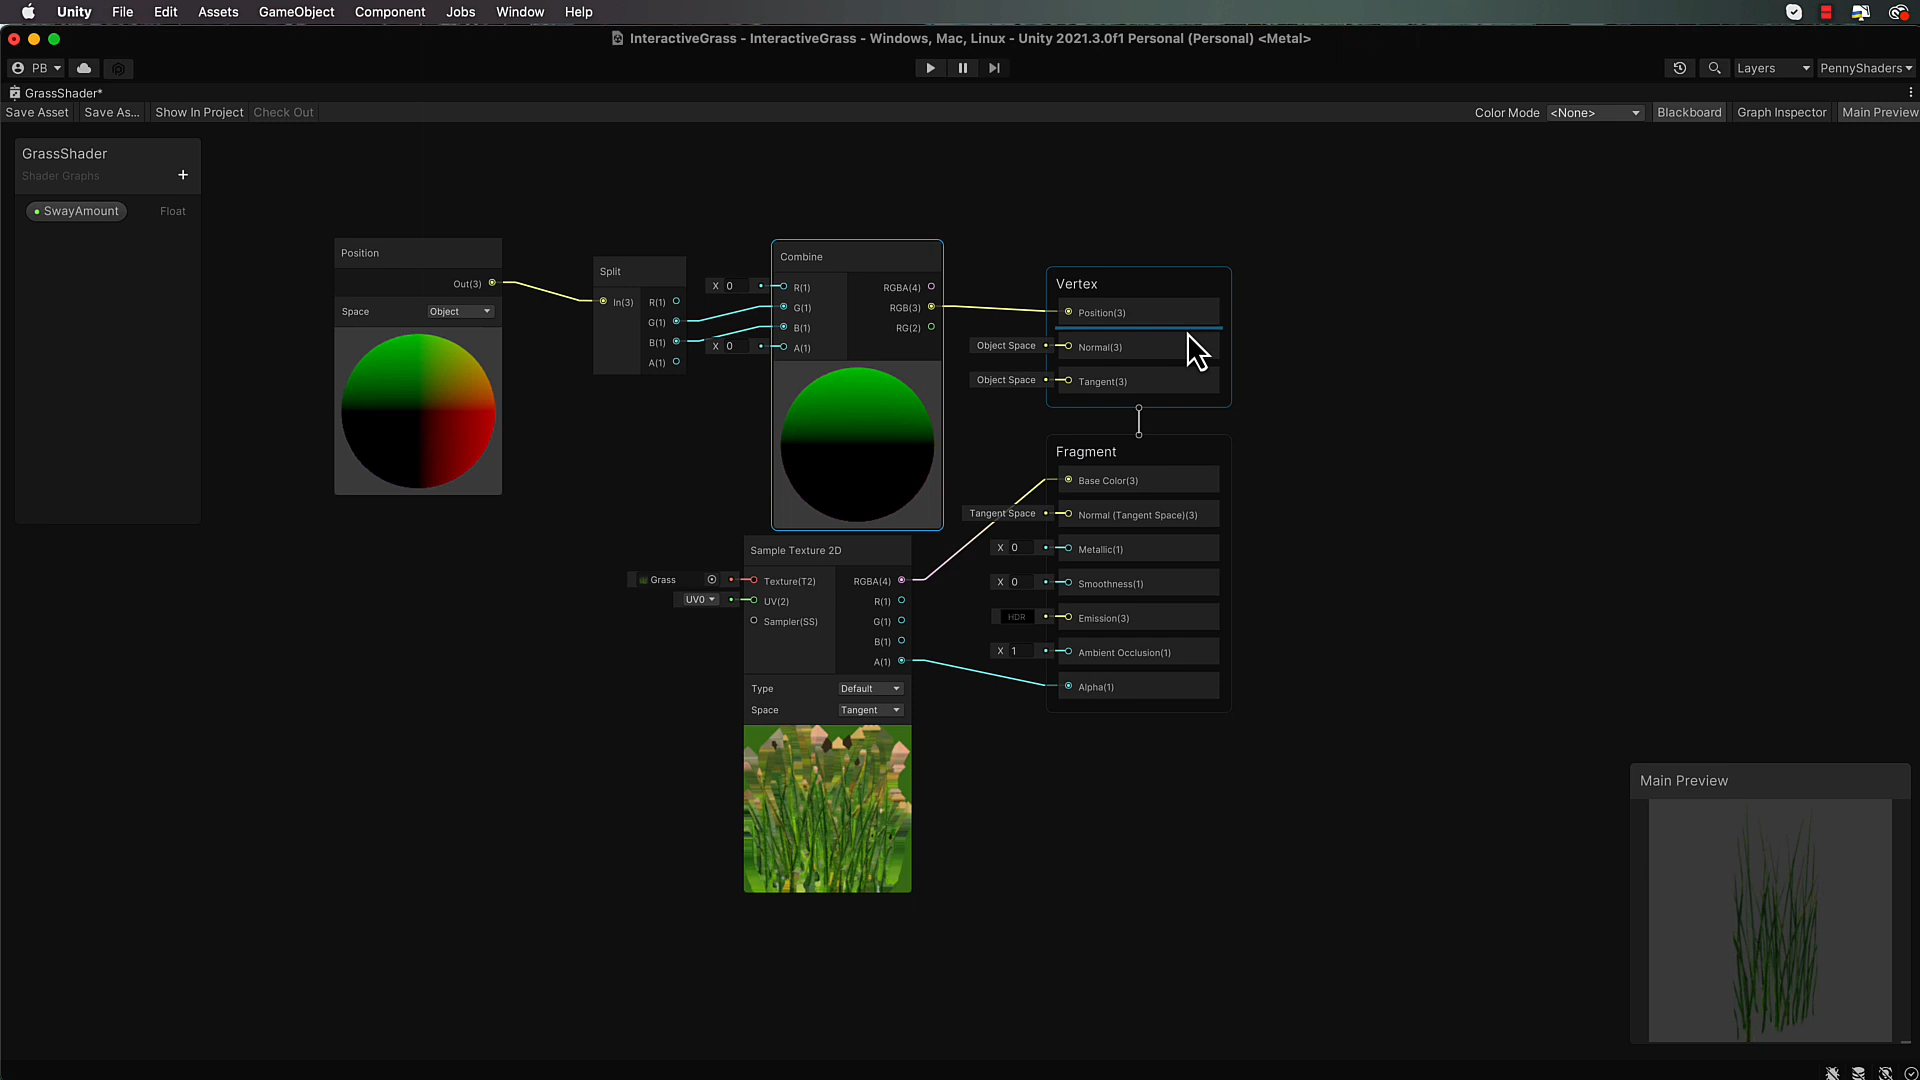 Unity File Edit Assets GameObject Component Jobs Window Help
InteractiveGrass - InteractiveGrass - Windows, Mac, Linux - Unity 2021.3.0f1 Personal (Personal) <Metal>
PB Layers PennyShaders
GrassShader*
Save Asset Save As... Show In Project Check Out Color Mode <None> Blackboard Graph Inspector Main Preview
GrassShader
Shader Graphs +
SwayAmount Float
Position
Out(3)
Space Object
Split
In(3) R(1)
G(1)
B(1)
A(1)
Combine
X 0 R(1) RGBA(4)
G(1) RGB(3)
B(1) RG(2)
X 0 A(1)
Vertex
Position(3)
Object Space Normal(3)
Object Space Tangent(3)
Fragment
Base Color(3)
Tangent Space Normal (Tangent Space)(3)
X 0 Metallic(1)
X 0 Smoothness(1)
HDR Emission(3)
X 1 Ambient Occlusion(1)
Alpha(1)
Sample Texture 2D
Grass Texture(T2) RGBA(4)
UV0 UV(2) R(1)
Sampler(SS) G(1)
B(1)
A(1)
Type Default
Space Tangent
Main Preview